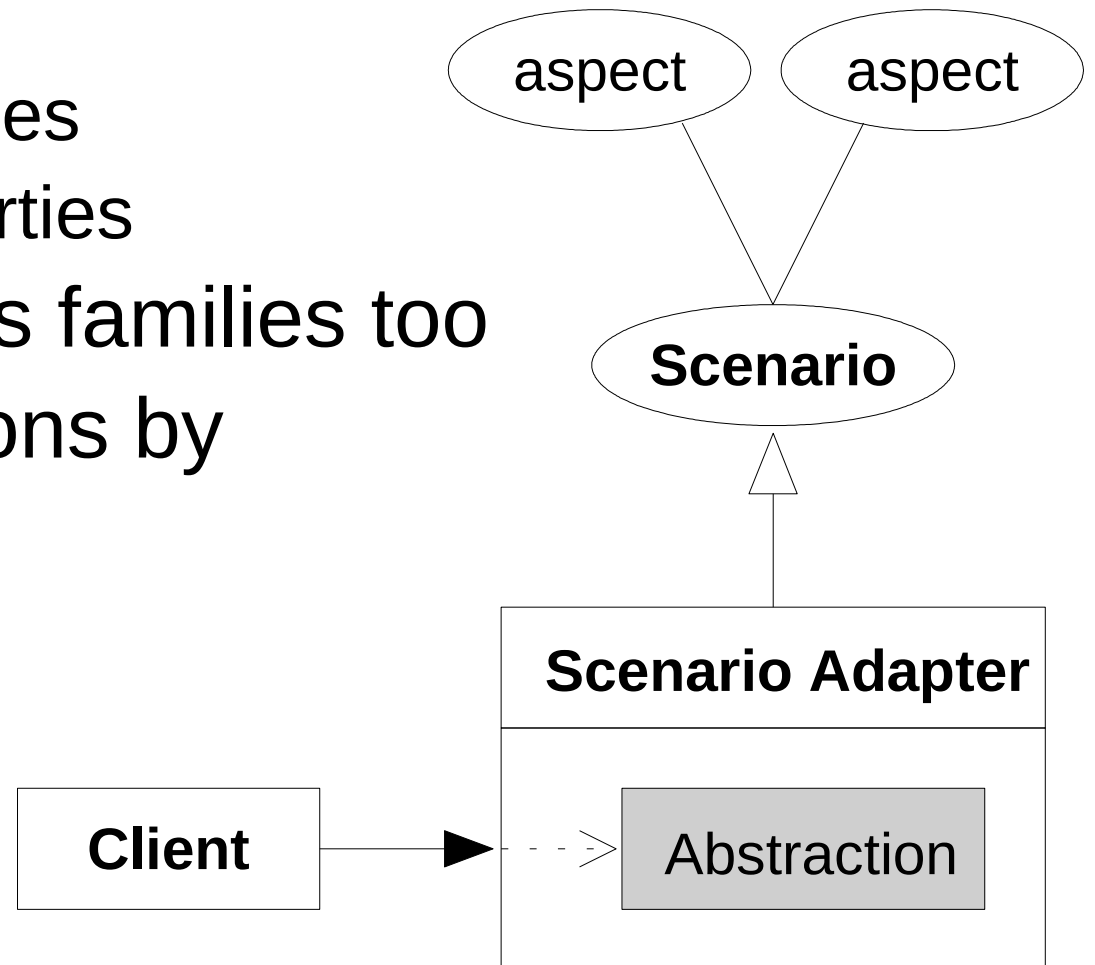 es
rties
s families too
ons by
aspect
aspect
Scenario
Scenario Adapter
Client
Abstraction